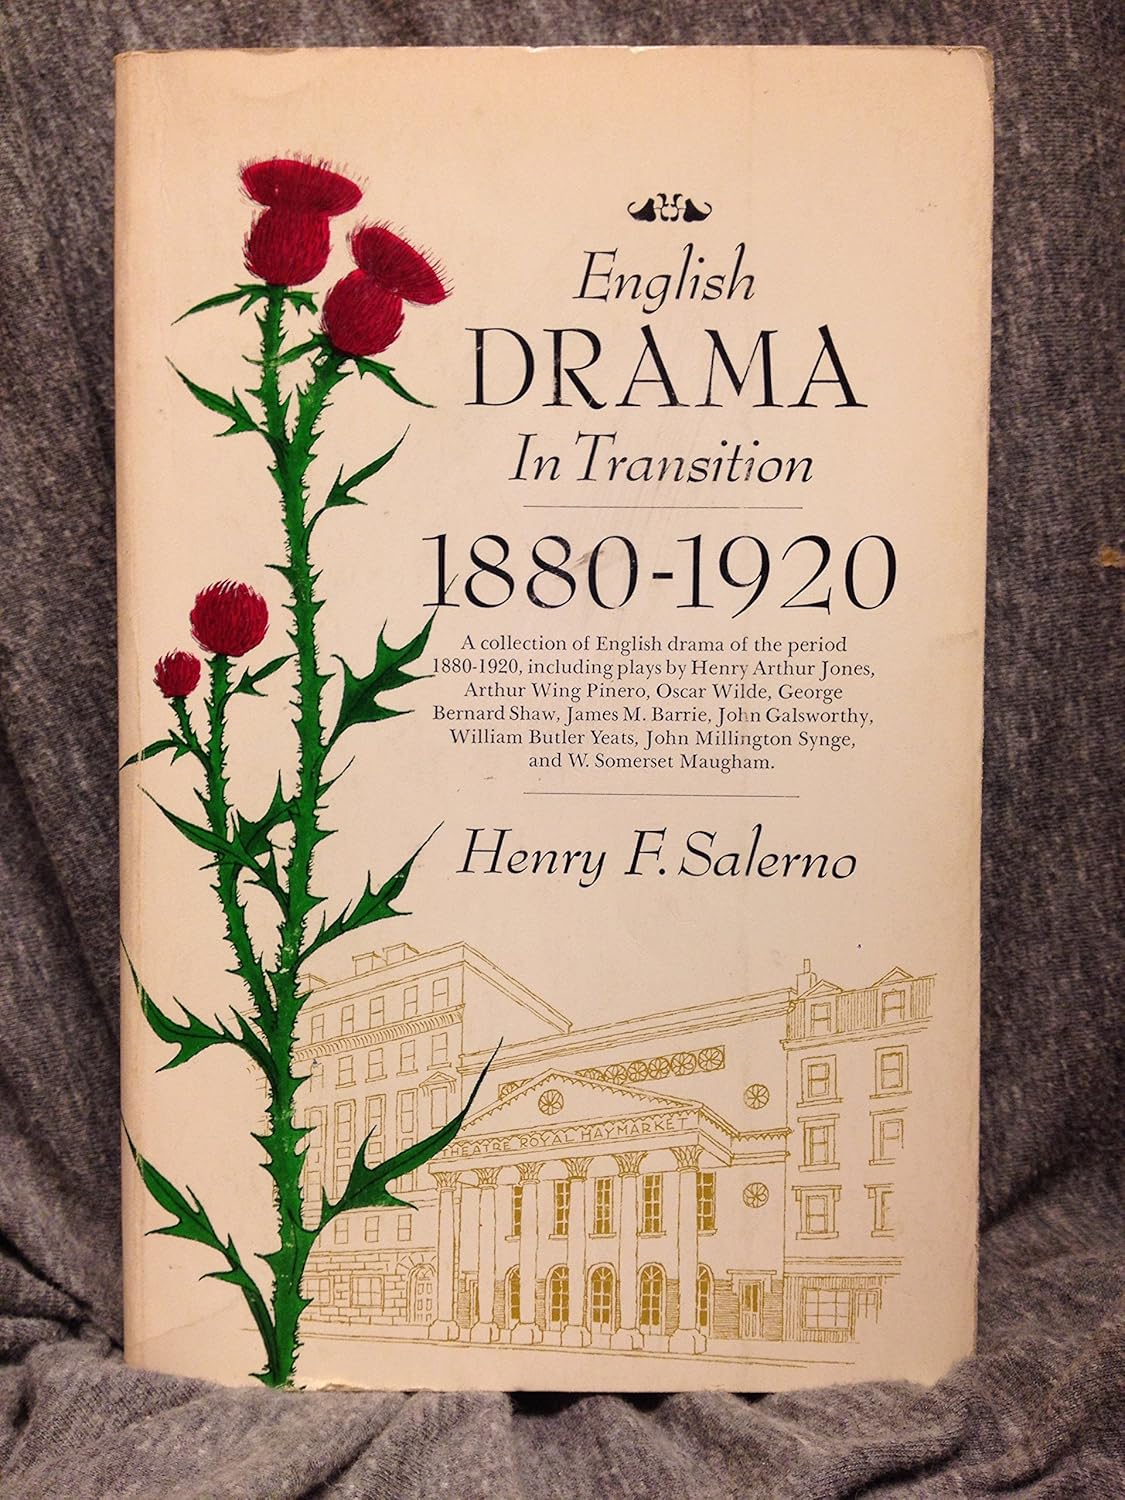 English
DRAMA
In Transition
1880-1920
A collection of English drama of the period
1880-1920, including plays by Henry Arthur Jones,
Arthur Wing Pinero, Oscar Wilde, George
Bernard Shaw, James M. Barrie, John Galsworthy,
William Butler Yeats, John Millington Synge,
and W. Somerset Maugham.
Henry F. Salerno
THEATRE ROYAL HAYMARKET